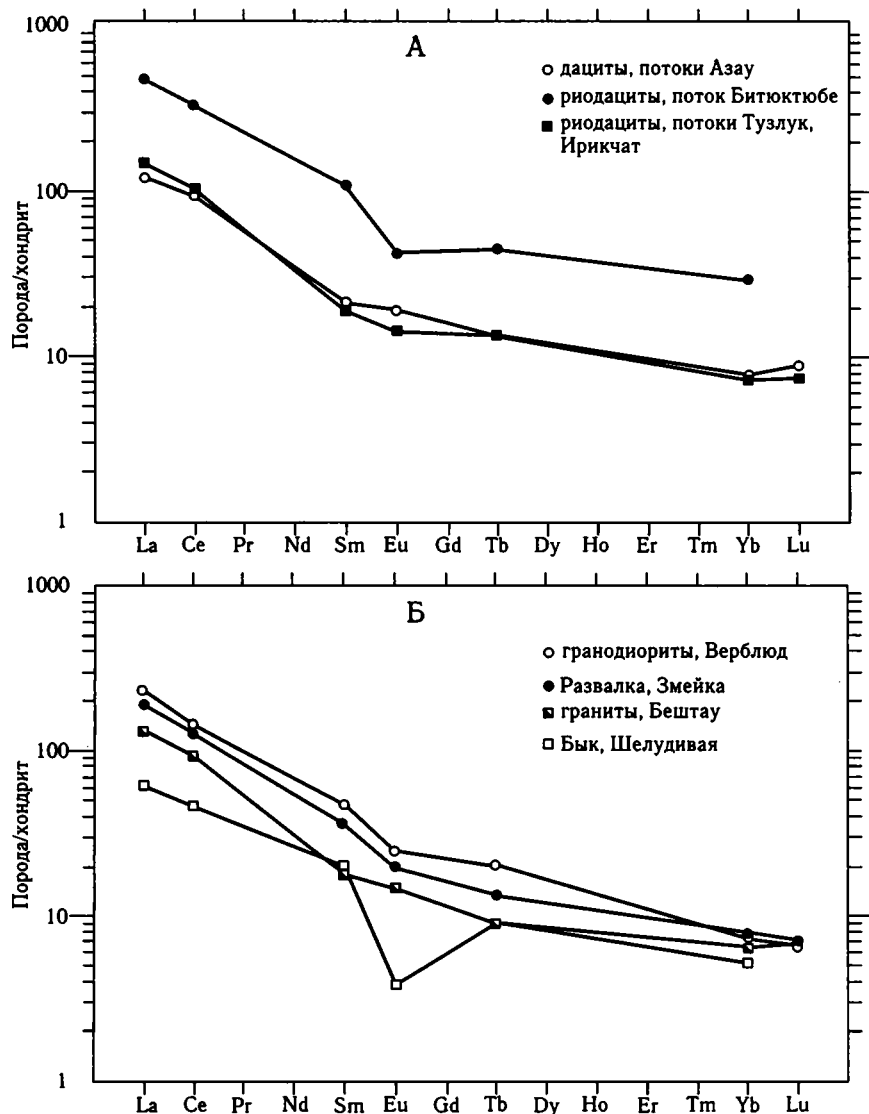 1000
А
дациты, потоки Азау
риодациты, поток Битюктюбе
риодациты, потоки Тузлук,
Ирикчат
100
Порода/хондрит
10
1
La Ce Pr Nd Sm Eu Gd Tb Dy Ho Er Tm Yb Lu
1000
Б
гранодиориты, Верблюд
Развалка, Змейка
граниты, Бештау
Бык, Шелудивая
100
Порода/хондрит
10
1
La Ce Pr Nd Sm Eu Gd Tb Dy Ho Er Tm Yb Lu